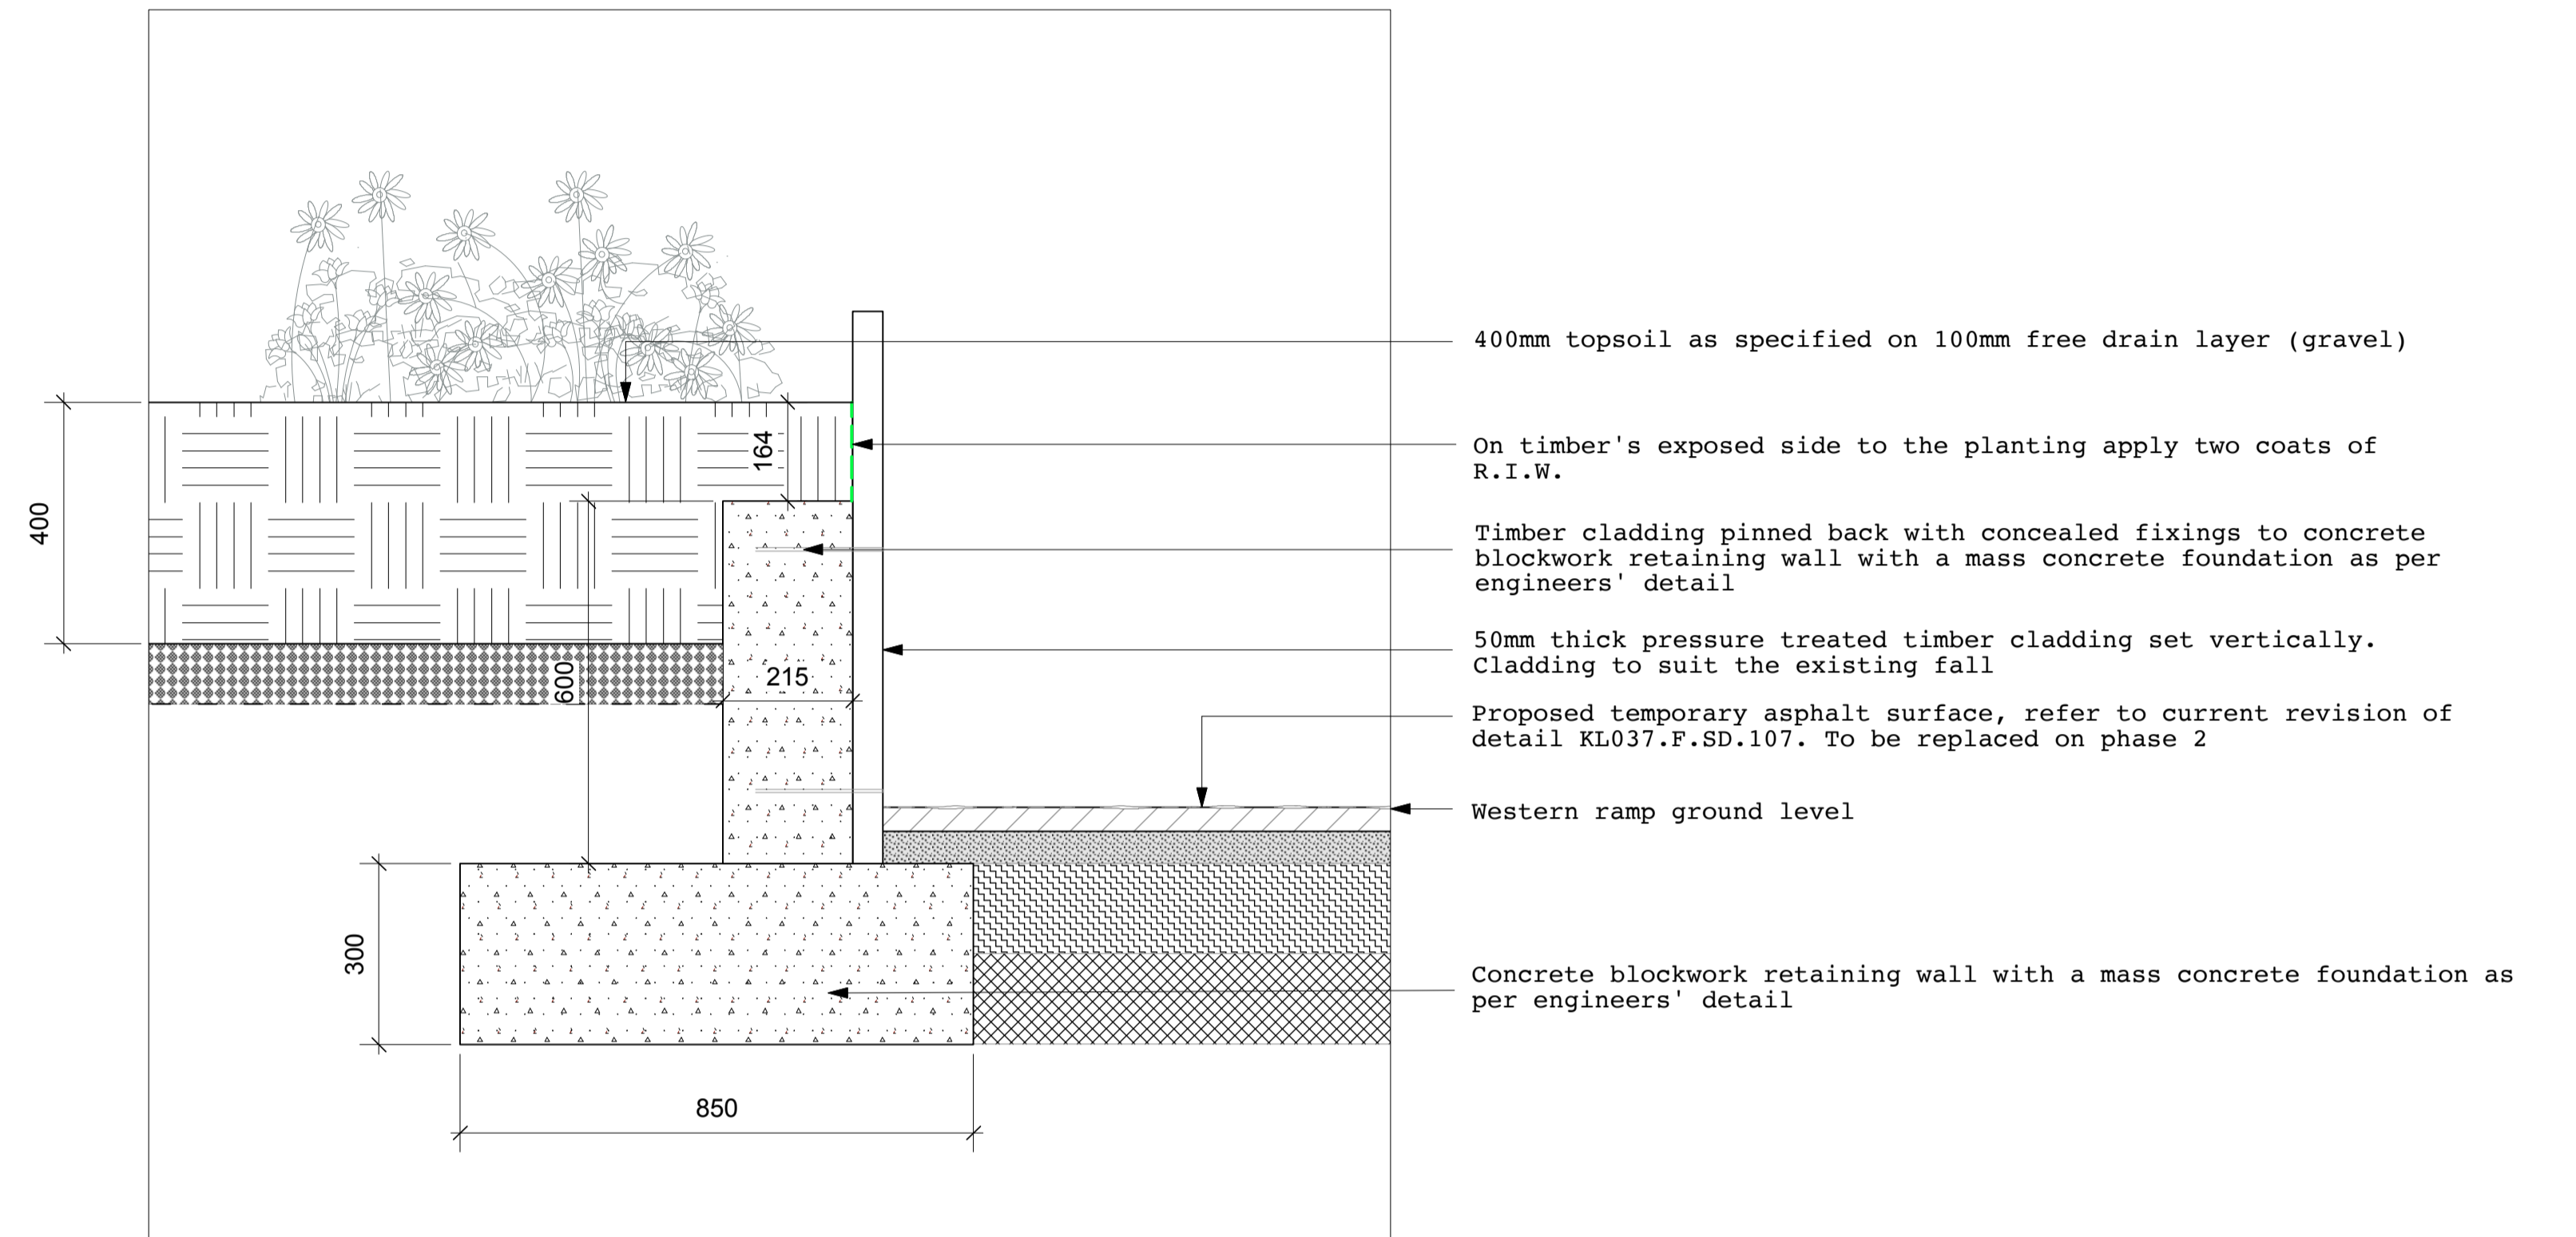 400mm topsoil as specified on 100mm free drain layer (gravel)
On timber's exposed side to the planting apply two coats of
R.I.W.
Timber cladding pinned back with concealed fixings to concrete
blockwork retaining wall with a mass concrete foundation as per
engineers' detail
50mm thick pressure treated timber cladding set vertically.
Cladding to suit the existing fall
Proposed temporary asphalt surface, refer to current revision of
detail KL037.F.SD.107. To be replaced on phase 2
Western ramp ground level
Concrete blockwork retaining wall with a mass concrete foundation as
per engineers' detail
164
400
600
215
300
850